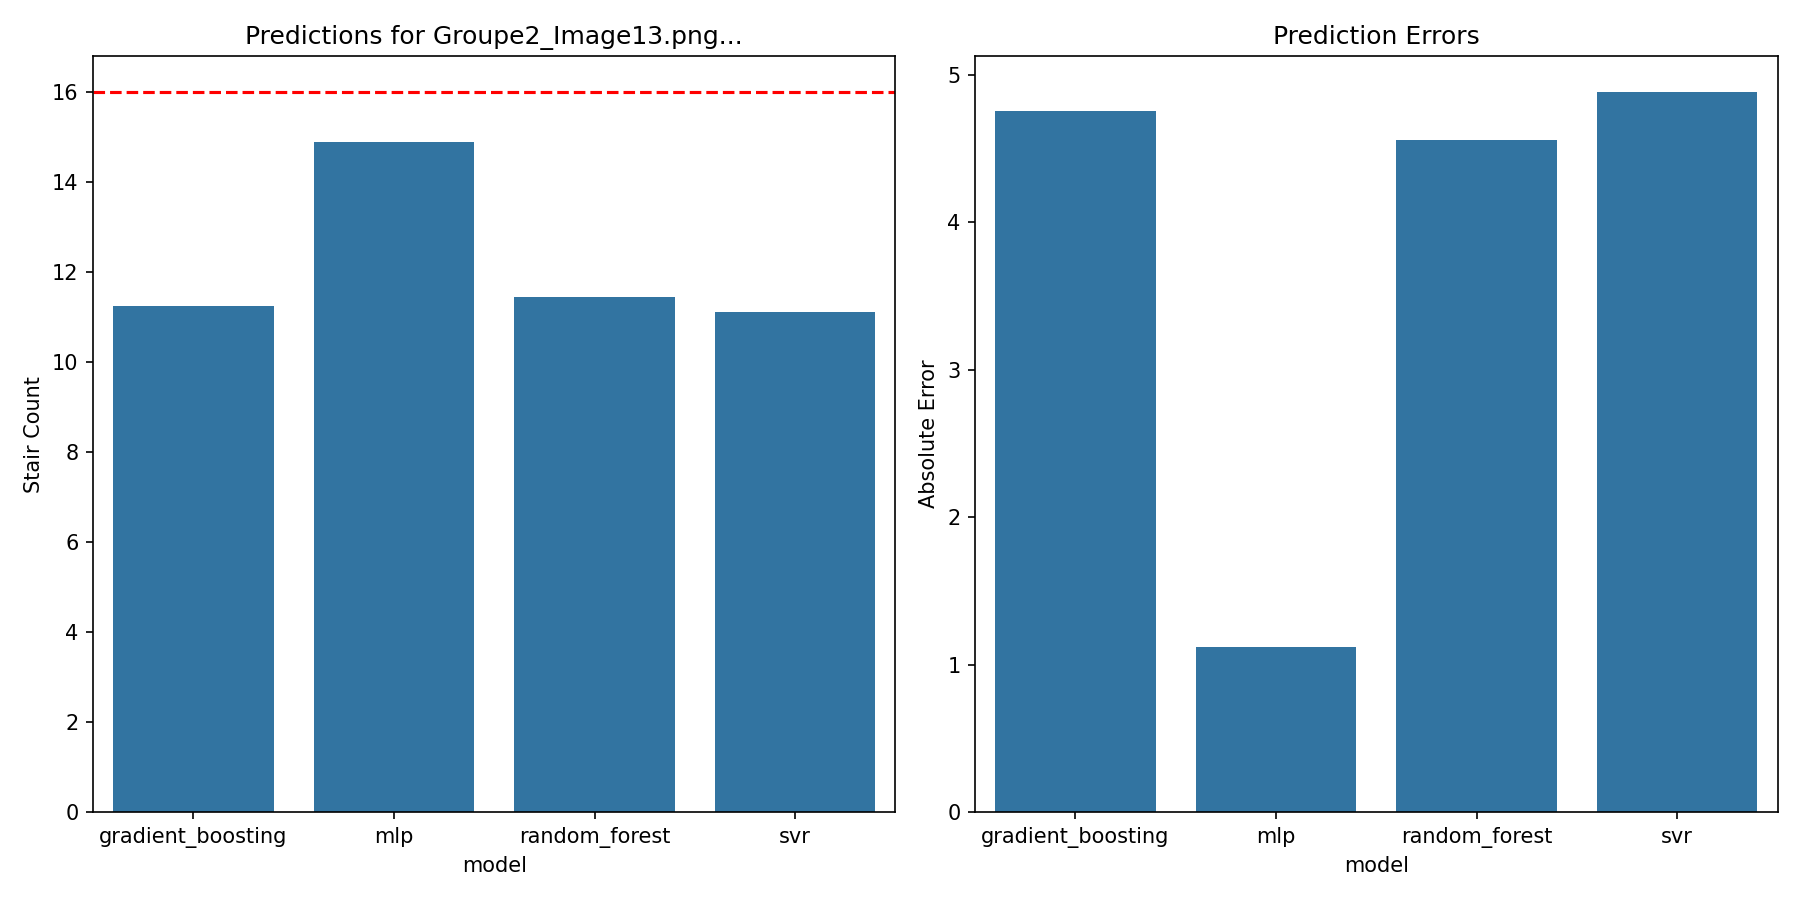 Predictions for Groupe2_Image13.png...
Stair Count
16
14
12
10
8
6
4
2
0
gradient_boosting mlp random_forest svr
model
Prediction Errors
Absolute Error
5
4
3
2
1
0
gradient_boosting mlp random_forest svr
model